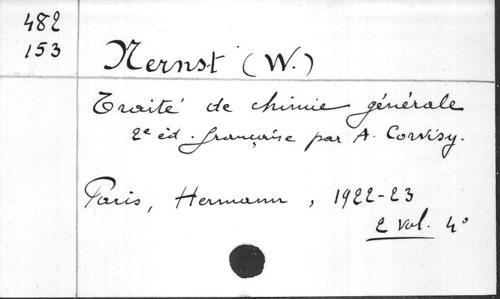 482
153
Nernst (W.)
Traité de chimie générale
2e éd. française par A. Corvisy.
Paris, Hermann, 1922-23
2 vol. 4°